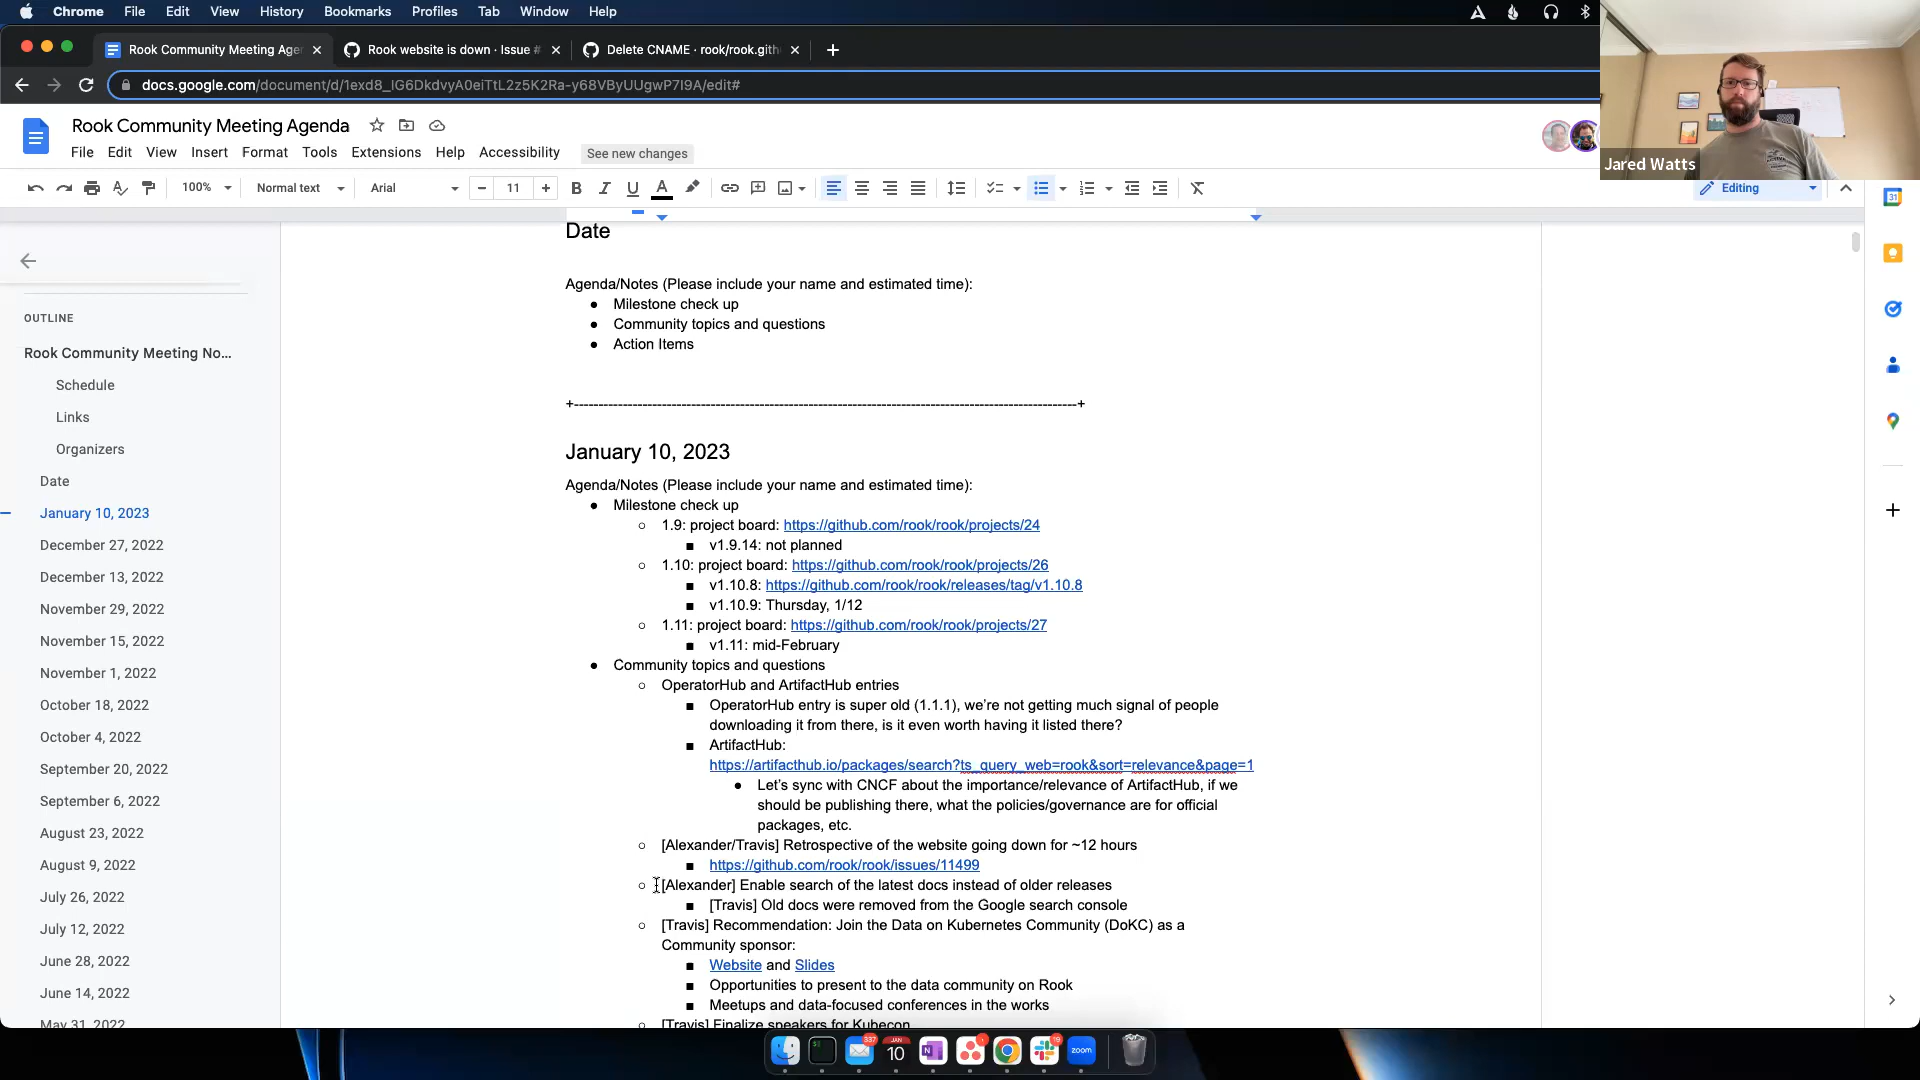 Chrome File Edit View History Bookmarks Profiles Tab Window Help
Rook Community Meeting Age
Rook website is down · Issue #
Delete CNAME · rook/rook.gith
docs.google.com/document/d/1exd8_lG6DkdvyA0eiTtL2z5K2Ra-y68VByUUgwP7I9A/edit#
Rook Community Meeting Agenda
File Edit View Insert Format Tools Extensions Help Accessibility See new changes
100% Normal text Arial 11 Editing
Jared Watts
OUTLINE
Rook Community Meeting No...
Schedule
Links
Organizers
Date
January 10, 2023
December 27, 2022
December 13, 2022
November 29, 2022
November 15, 2022
November 1, 2022
October 18, 2022
October 4, 2022
September 20, 2022
September 6, 2022
August 23, 2022
August 9, 2022
July 26, 2022
July 12, 2022
June 28, 2022
June 14, 2022
May 31, 2022
Date
Agenda/Notes (Please include your name and estimated time):
● Milestone check up
● Community topics and questions
● Action Items
January 10, 2023
Agenda/Notes (Please include your name and estimated time):
● Milestone check up
○ 1.9: project board: https://github.com/rook/rook/projects/24
■ v1.9.14: not planned
○ 1.10: project board: https://github.com/rook/rook/projects/26
■ v1.10.8: https://github.com/rook/rook/releases/tag/v1.10.8
■ v1.10.9: Thursday, 1/12
○ 1.11: project board: https://github.com/rook/rook/projects/27
■ v1.11: mid-February
● Community topics and questions
○ OperatorHub and ArtifactHub entries
■ OperatorHub entry is super old (1.1.1), we're not getting much signal of people
downloading it from there, is it even worth having it listed there?
■ ArtifactHub:
https://artifacthub.io/packages/search?ts_query_web=rook&sort=relevance&page=1
● Let's sync with CNCF about the importance/relevance of ArtifactHub, if we
should be publishing there, what the policies/governance are for official
packages, etc.
○ [Alexander/Travis] Retrospective of the website going down for ~12 hours
■ https://github.com/rook/rook/issues/11499
○ [Alexander] Enable search of the latest docs instead of older releases
■ [Travis] Old docs were removed from the Google search console
○ [Travis] Recommendation: Join the Data on Kubernetes Community (DoKC) as a
Community sponsor:
■ Website and Slides
■ Opportunities to present to the data community on Rook
■ Meetups and data-focused conferences in the works
○ [Travis] Finalize speakers for Kubecon
337
JAN
10
zoom